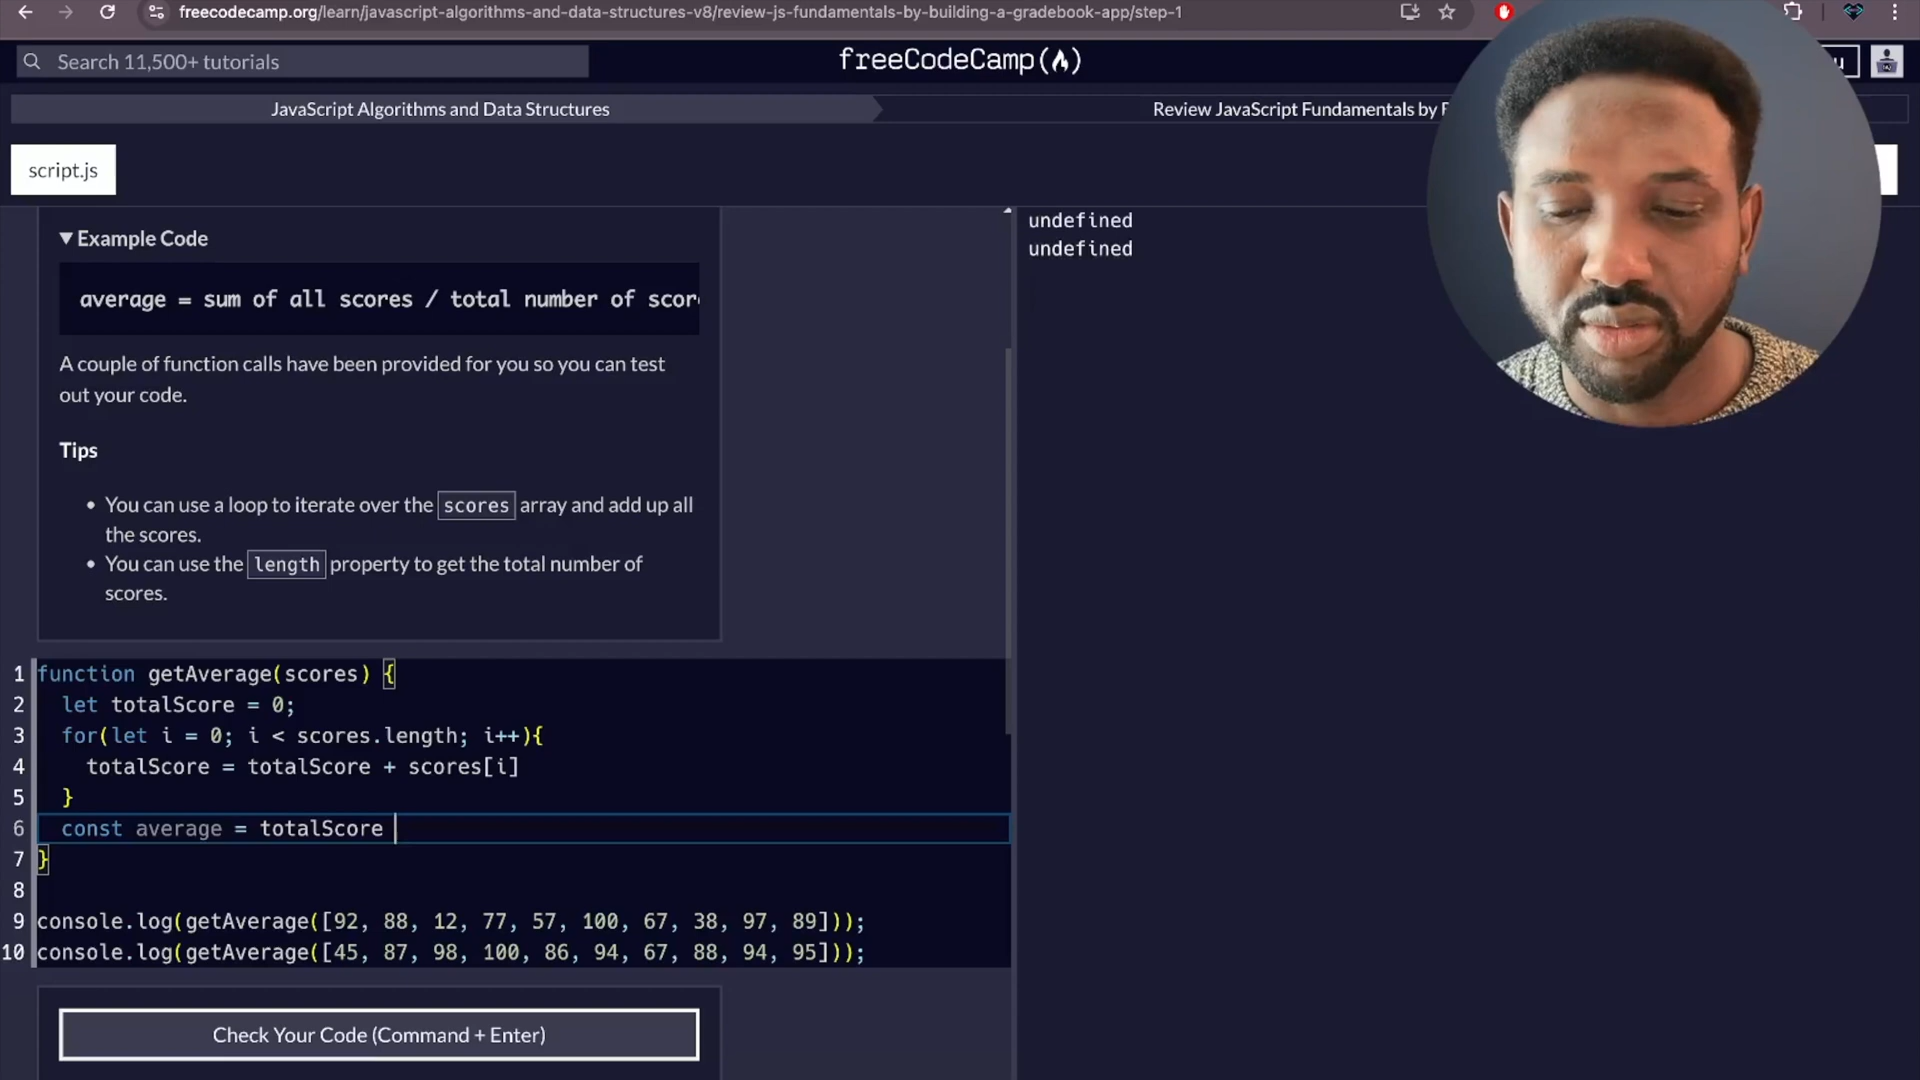 freecodecamp.org/learn/javascript-algorithms-and-data-structures-v8/review-js-fundamentals-by-building-a-gradebook-app/step-1
Search 11,500+ tutorials
freeCodeCamp
JavaScript Algorithms and Data Structures
Review JavaScript Fundamentals by
script.js
Example Code
average = sum of all scores / total number of scor
A couple of function calls have been provided for you so you can test
out your code.
Tips
• You can use a loop to iterate over the scores array and add up all
the scores.
• You can use the length property to get the total number of
scores.
1 function getAverage(scores) {
2 let totalScore = 0;
3 for(let i = 0; i < scores.length; i++){
4 totalScore = totalScore + scores[i]
5 }
6 const average = totalScore
7 }
8
9 console.log(getAverage([92, 88, 12, 77, 57, 100, 67, 38, 97, 89]));
10 console.log(getAverage([45, 87, 98, 100, 86, 94, 67, 88, 94, 95]));
Check Your Code (Command + Enter)
undefined
undefined